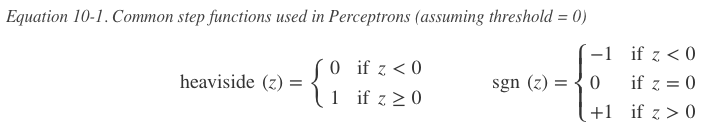 Equation 10-1. Common step functions used in Perceptrons (assuming threshold = 0)
heaviside (z) = { 0 if z < 0
1 if z ≥ 0
sgn (z) = { −1 if z < 0
0 if z = 0
+1 if z > 0